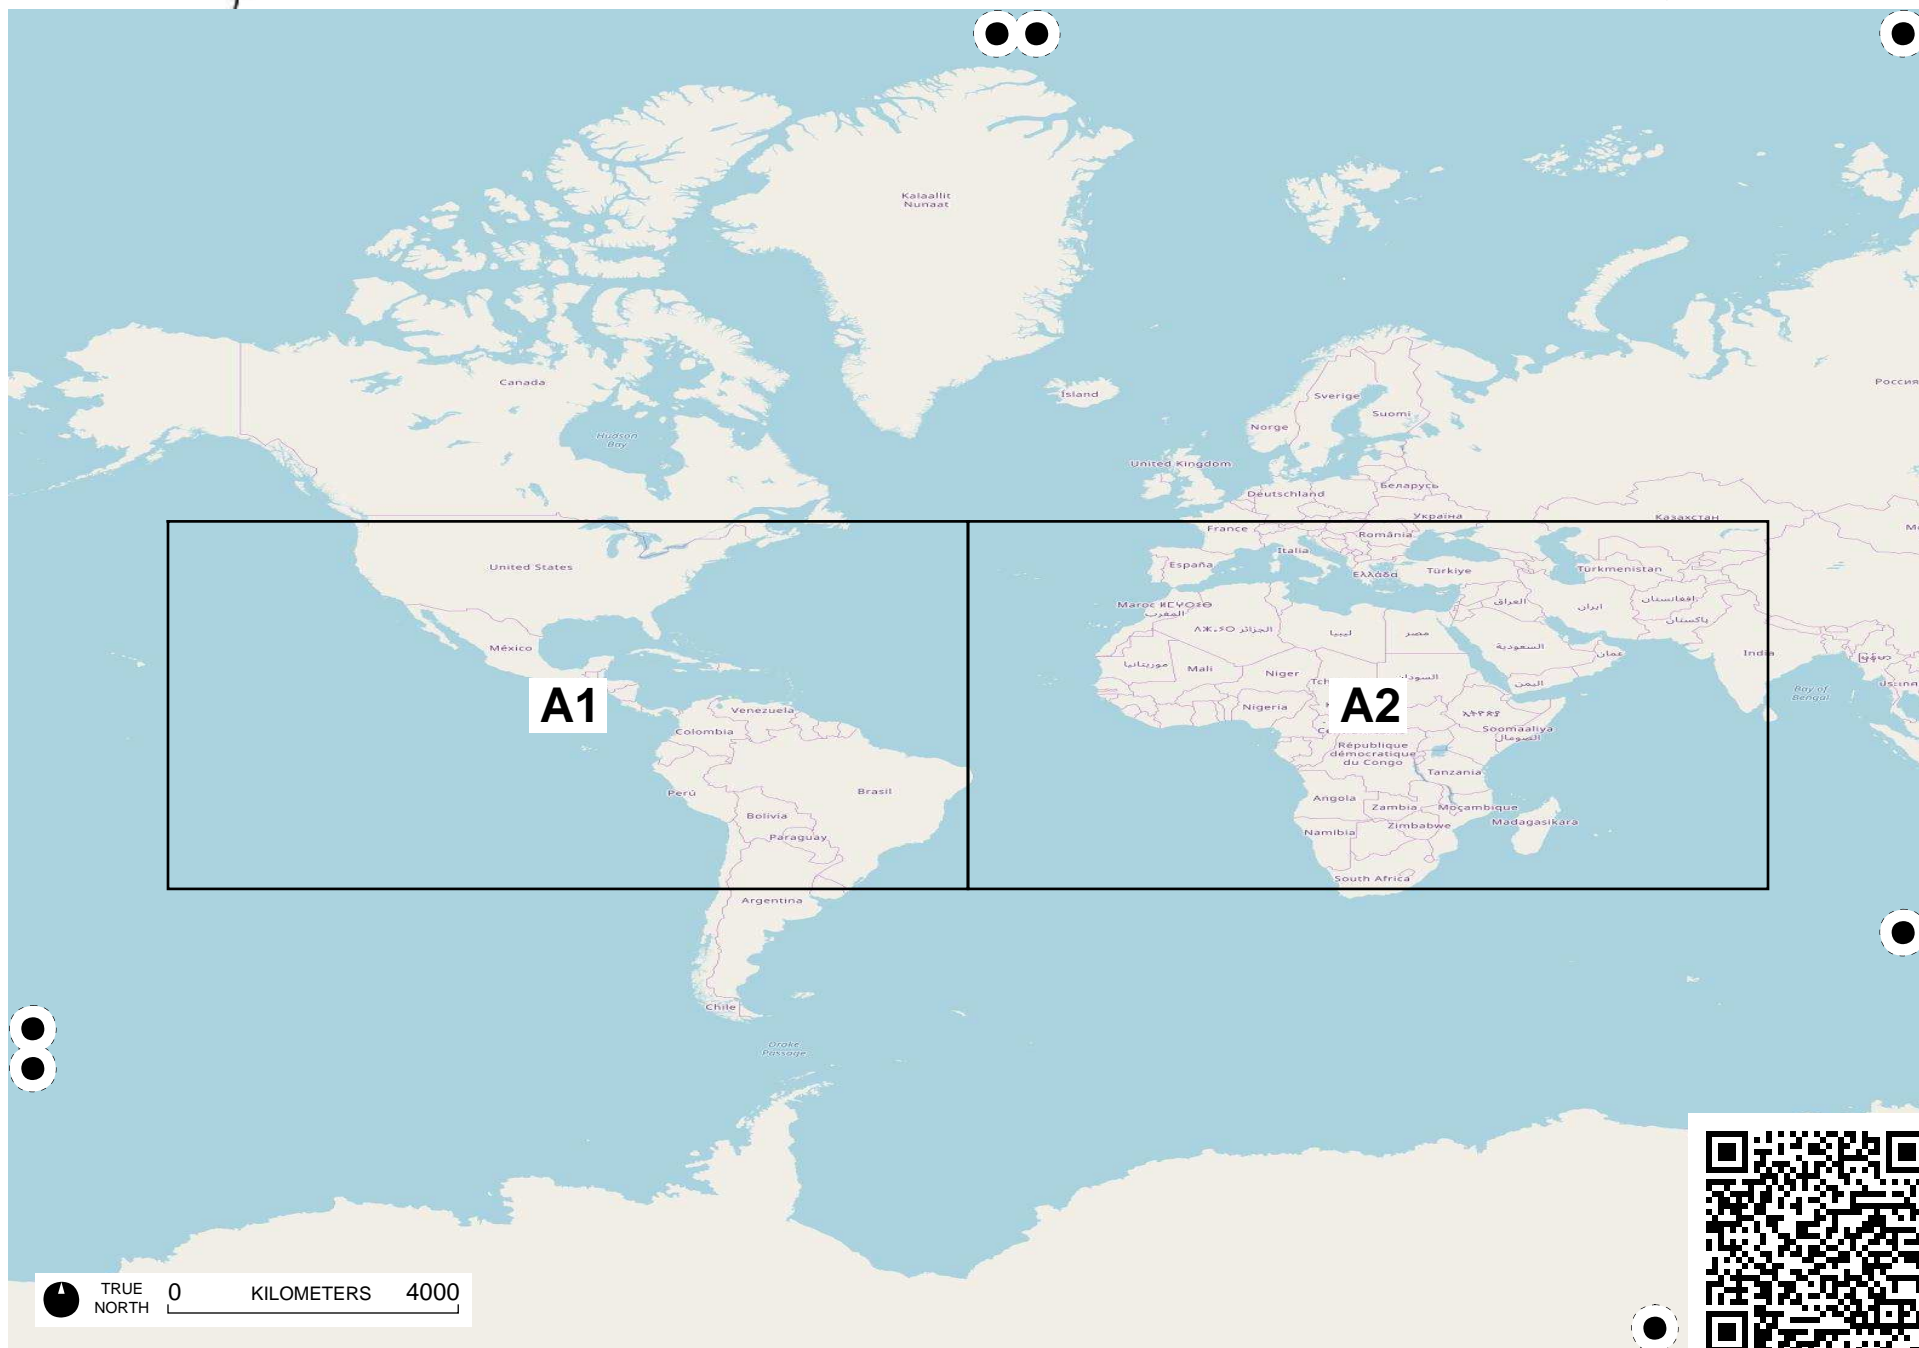 Kalaallit
Nunaat
Canada
Россия
Ísland
Sverige
Suomi
Norge
Hudson
Bay
United Kingdom
Deutschland
Беларусь
Україна
Казахстан
France
România
Italia
United States
España
Ελλάδα
Türkiye
Türkmenistan
العراق
ایران
افغانستان
پاکستان
Maroc ⵍⵎⵖⵔⵉⴱ
المغرب
الجزائر
ليبيا
مصر
السعودية
عمان
México
موريتانيا
Mali
Niger
السودان
اليمن
India
Bay of
Bengal
A1
A2
Venezuela
Nigeria
ኢትዮጵያ
Colombia
Soomaaliya
الصومال
République
démocratique
du Congo
Tanzania
Perú
Brasil
Angola
Zambia
Moçambique
Bolivia
Madagasikara
Paraguay
Namibia
Zimbabwe
South Africa
Argentina
Chile
Drake
Passage
TRUE
NORTH
0 KILOMETERS 4000